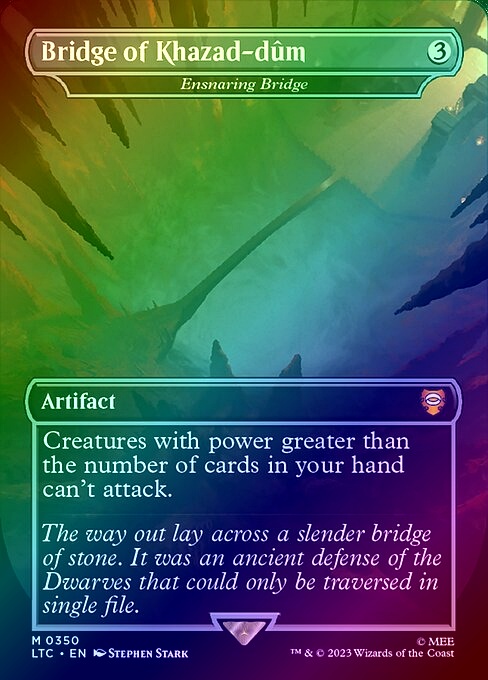 Bridge of Khazad-dûm 3
Ensnaring Bridge
Artifact
Creatures with power greater than
the number of cards in your hand
can't attack.
The way out lay across a slender bridge
of stone. It was an ancient defense of the
Dwarves that could only be traversed in
single file.
M 0350
LTC • EN Stephen Stark
© MEE
™ & © 2023 Wizards of the Coast